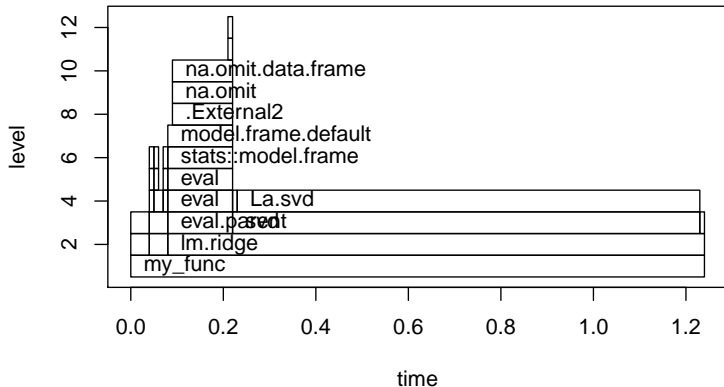 12
na.omit.data.frame
10
na.omit
8
.External2
model.frame.default
6
stats::model.frame
eval
4
eval La.svd
eval.parent svd
2
lm.ridge
my_func
level
0.0 0.2 0.4 0.6 0.8 1.0 1.2
time